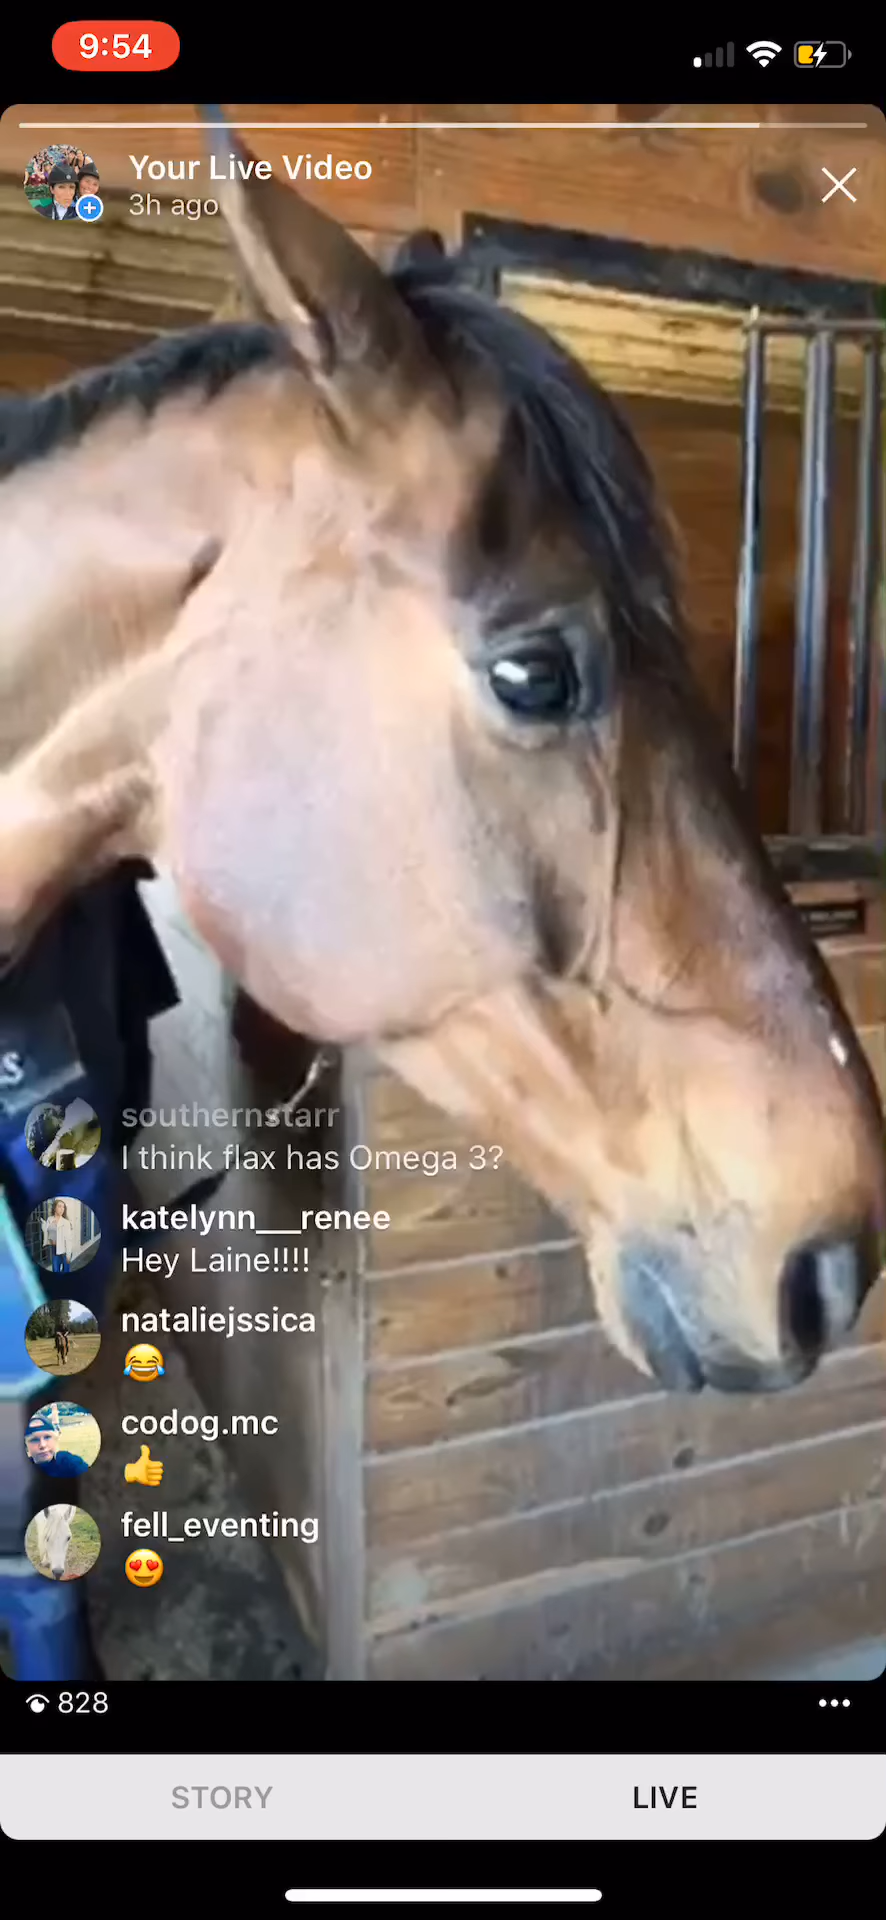 9:54
Your Live Video
3h ago
S
southernstarr
I think flax has Omega 3?
katelynn___renee
Hey Laine!!!!
nataliejssica
😂
codog.mc
👍
fell_eventing
😍
828
STORY
LIVE